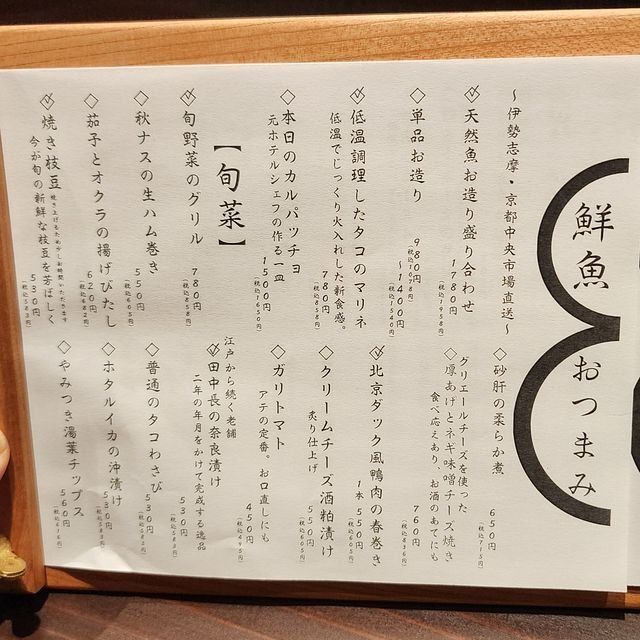 鮮魚
おつまみ
〜伊勢志摩・京都中央市場直送〜
天然魚お造り盛り合わせ
1780円
(税込1958円)
単品お造り
980円
(税込1078円)
〜1400円
(税込1540円)
低温調理したタコのマリネ
低温でじっくり火入れした新食感。
780円
(税込858円)
本日のカルパッチョ
元ホテルシェフの作る一皿
1500円
(税込1650円)
【旬菜】
旬野菜のグリル
780円
(税込858円)
秋ナスの生ハム巻き
550円
(税込605円)
茄子とオクラの揚げびたし
620円
(税込682円)
焼き枝豆
焼き上げるため少しお時間いただきます
今が旬の新鮮な枝豆を芳ばしく
530円
(税込583円)
砂肝の柔らか煮
650円
(税込715円)
グリエールチーズを使った
厚あげとネギ味噌チーズ焼き
食べ応えあり、お酒のあてにも
760円
(税込836円)
北京ダック風鴨肉の春巻き
1本 550円
(税込605円)
クリームチーズ酒粕漬け
炙り仕上げ
550円
(税込605円)
ガリトマト
アテの定番。お口直しにも
450円
(税込495円)
江戸から続く老舗
田中長の奈良漬け
二年の年月をかけて完成する逸品
530円
(税込583円)
普通のタコわさび
530円
(税込583円)
ホタルイカの沖漬け
530円
(税込583円)
やみつき湯葉チップス
560円
(税込616円)